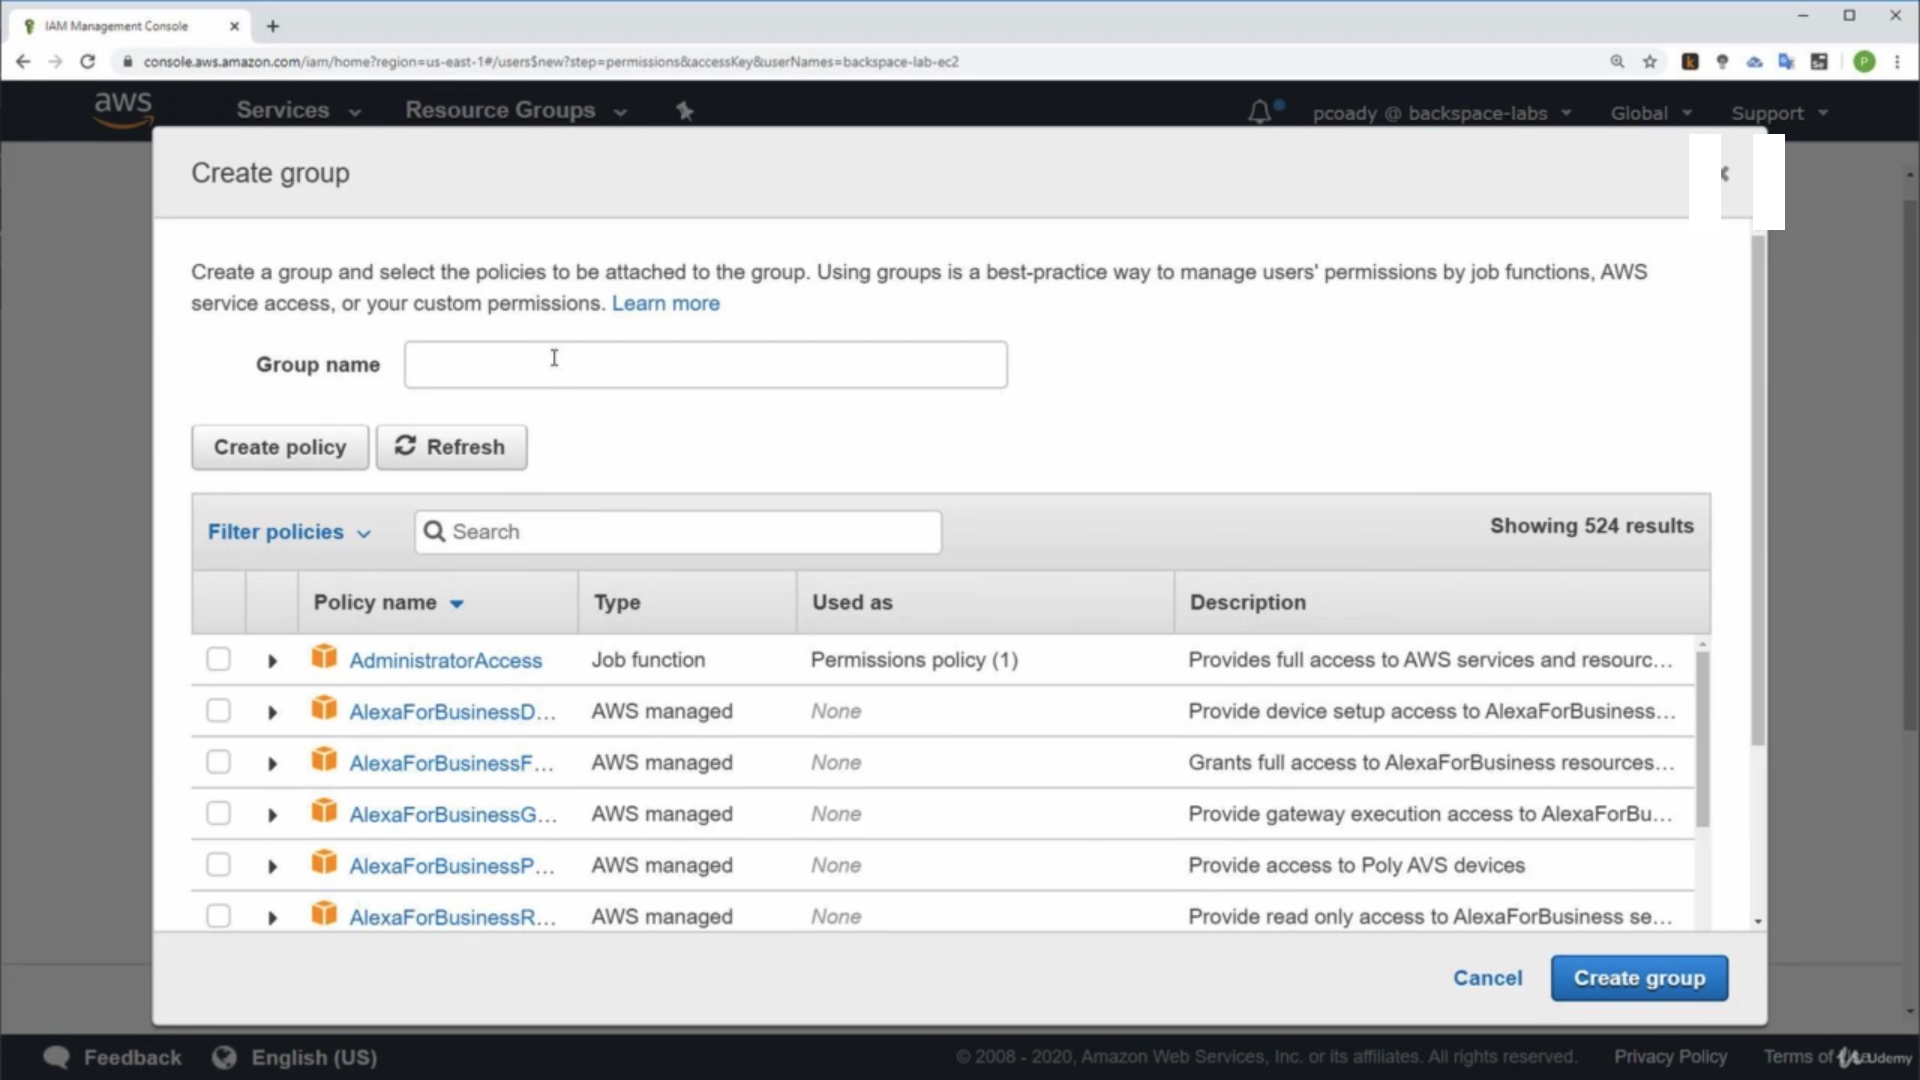 IAM Management Console
console.aws.amazon.com/iam/home?region=us-east-1#/users$new?step=permissions&accessKey&userNames=backspace-lab-ec2
P
aws Services Resource Groups pcoady @ backspace-labs Global Support
Create group
Create a group and select the policies to be attached to the group. Using groups is a best-practice way to manage users' permissions by job functions, AWS
service access, or your custom permissions. Learn more
Group name
Create policy Refresh
Filter policies Search Showing 524 results
Policy name Type Used as Description
AdministratorAccess Job function Permissions policy (1) Provides full access to AWS services and resourc...
AlexaForBusinessD... AWS managed None Provide device setup access to AlexaForBusiness...
AlexaForBusinessF... AWS managed None Grants full access to AlexaForBusiness resources...
AlexaForBusinessG... AWS managed None Provide gateway execution access to AlexaForBu...
AlexaForBusinessP... AWS managed None Provide access to Poly AVS devices
AlexaForBusinessR... AWS managed None Provide read only access to AlexaForBusiness se...
Cancel Create group
Feedback English (US) © 2008 - 2020, Amazon Web Services, Inc. or its affiliates. All rights reserved. Privacy Policy Terms of Udemy